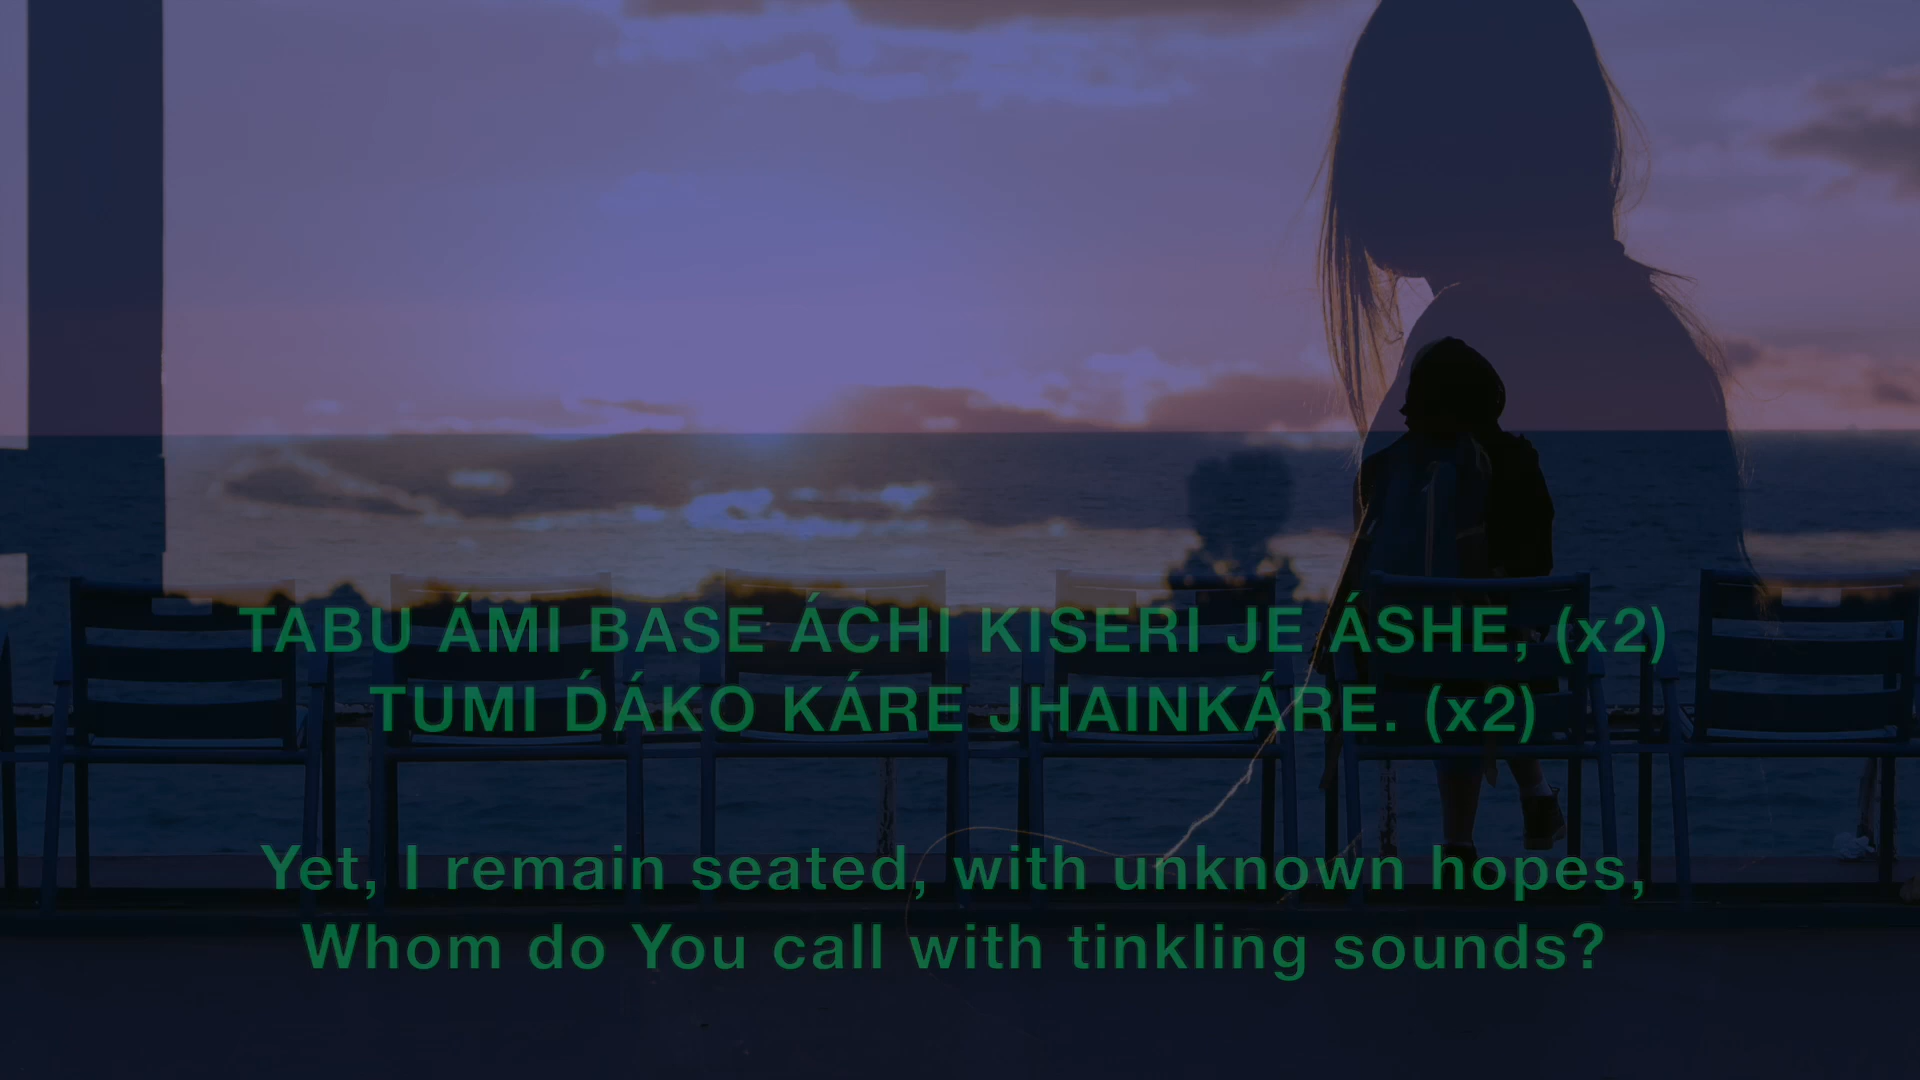 TABU ÁMI BASE ÁCHI KISERI JE ÁSHE, (x2)
TUMI D́ÁKO KÁRE JHAINKÁRE. (x2)
Yet, I remain seated, with unknown hopes,
Whom do You call with tinkling sounds?